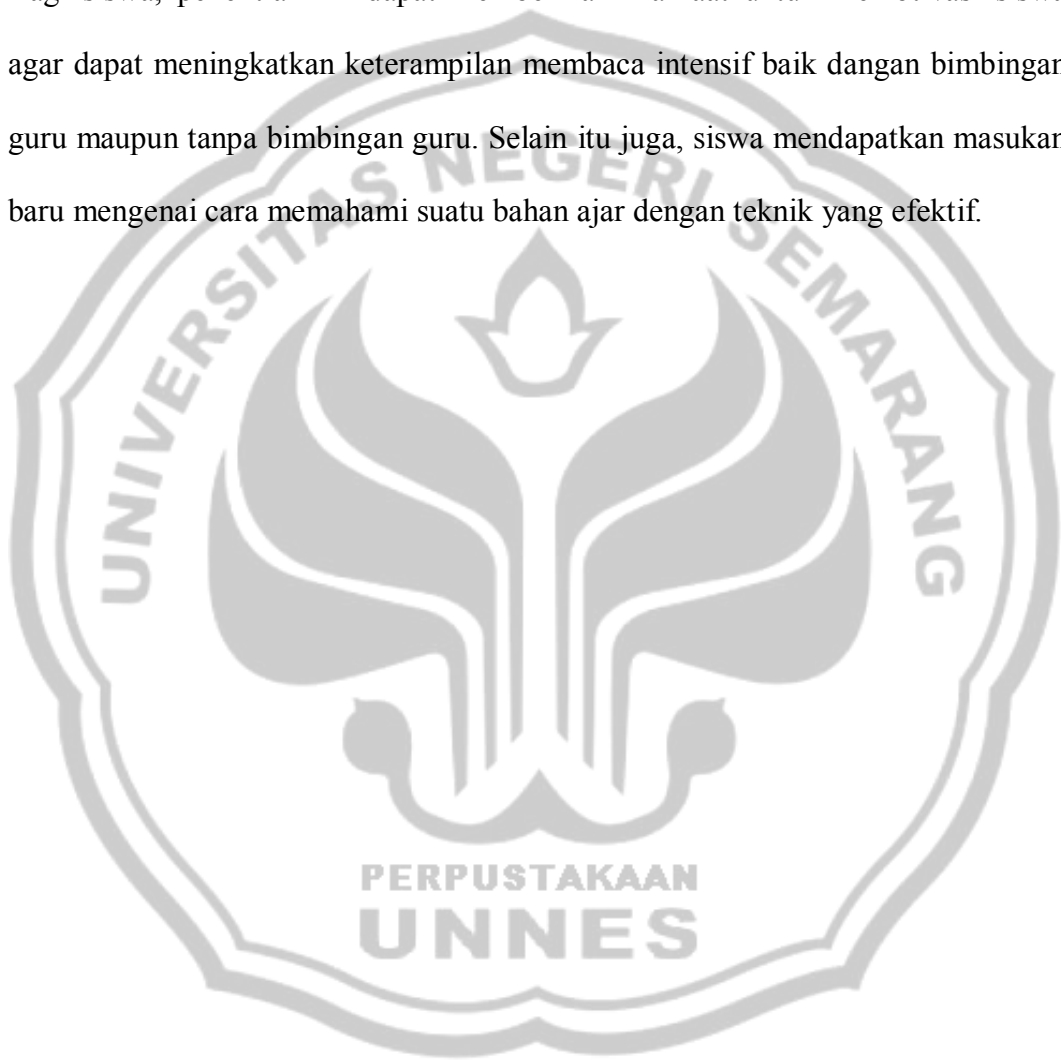 agar dapat meningkatkan keterampilan membaca intensif baik dangan bimbingan
guru maupun tanpa bimbingan guru. Selain itu juga, siswa mendapatkan masukan
baru mengenai cara memahami suatu bahan ajar dengan teknik yang efektif.
UNIVERSITAS NEGERI SEMARANG
PERPUSTAKAAN
UNNES